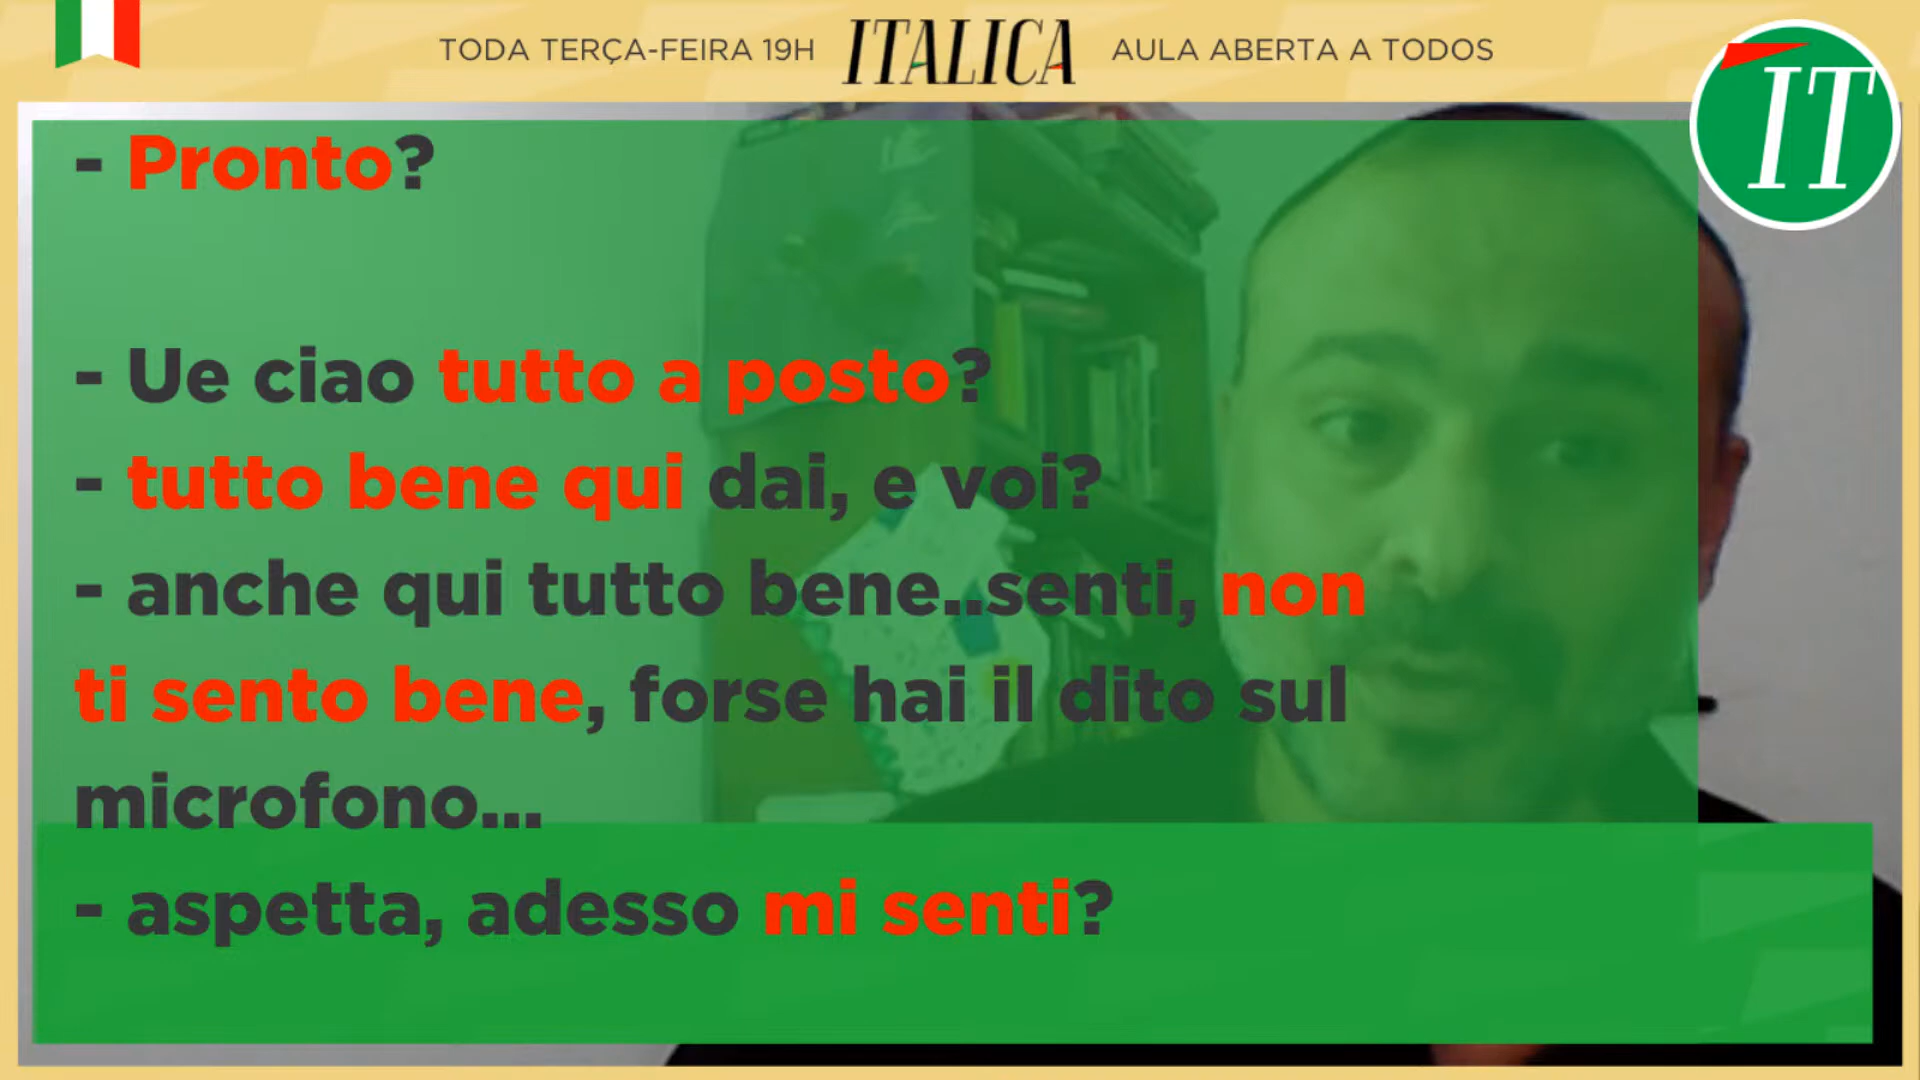 TODA TERÇA-FEIRA 19H ITALICA AULA ABERTA A TODOS
IT
- Pronto?
- Ue ciao tutto a posto?
- tutto bene qui dai, e voi?
- anche qui tutto bene..senti, non
ti sento bene, forse hai il dito sul
microfono...
- aspetta, adesso mi senti?